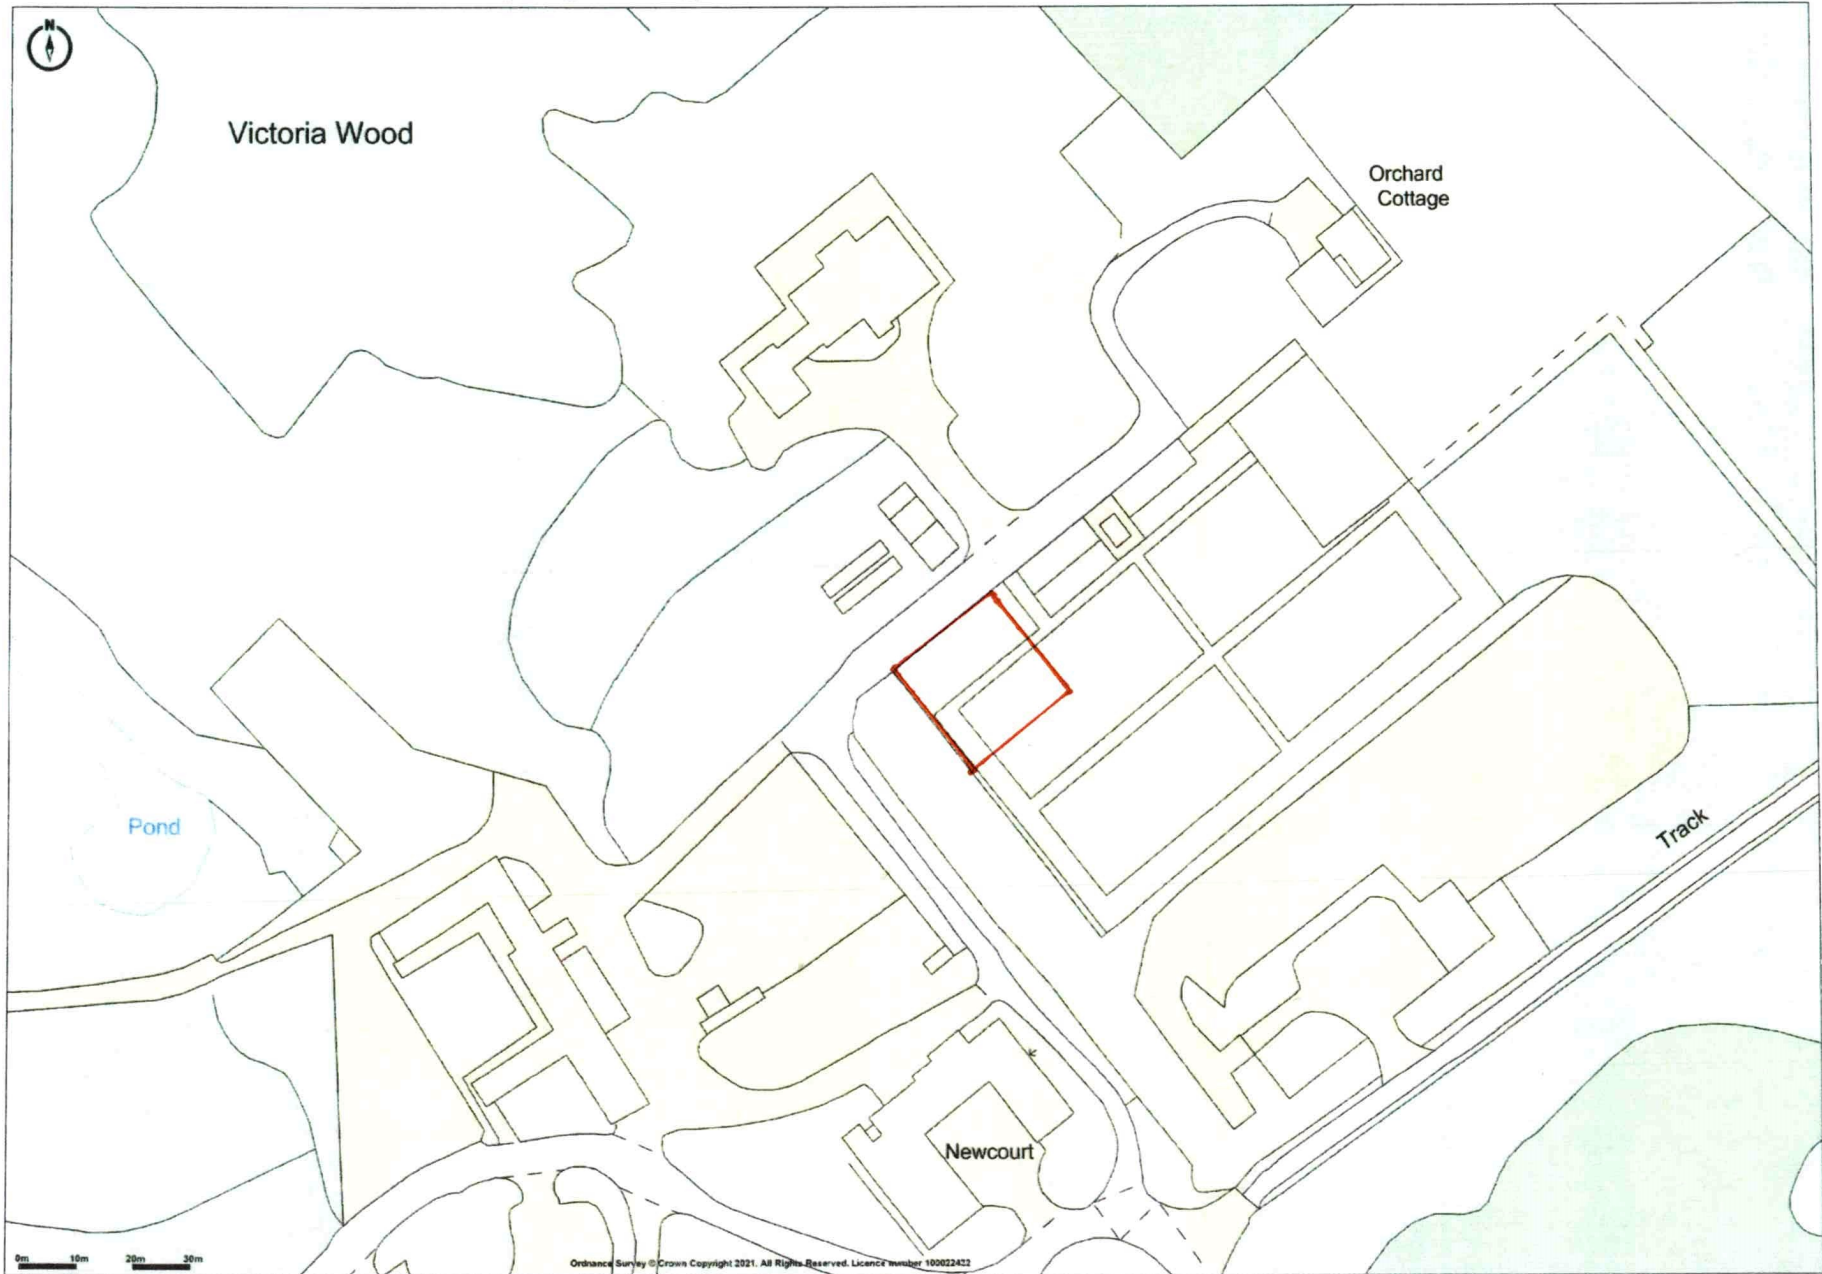 N
Victoria Wood
Orchard
Cottage
Pond
Track
Newcourt
0m 10m 20m 30m
Ordnance Survey © Crown Copyright 2021. All Rights Reserved. Licence number 100022432